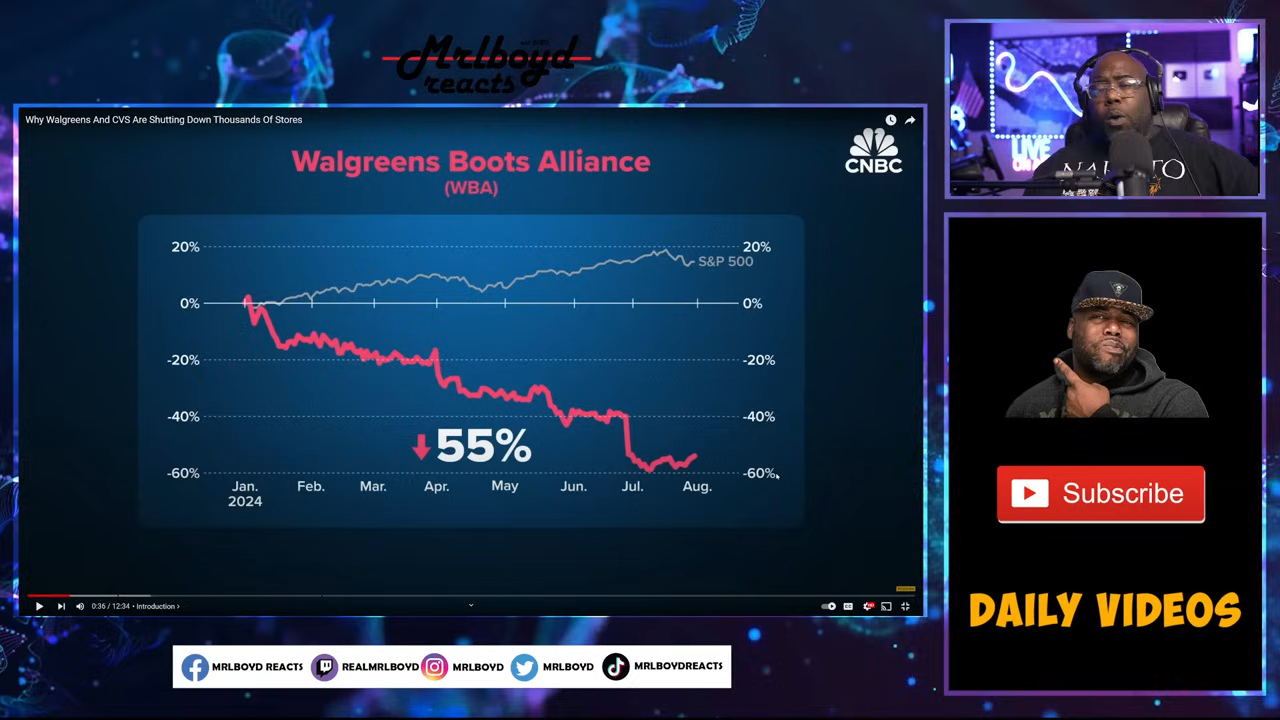 Mrlboyd
reacts
Why Walgreens And CVS Are Shutting Down Thousands Of Stores
CNBC
Walgreens Boots Alliance
(WBA)
20%
20%
S&P 500
0%
0%
-20%
-20%
-40%
-40%
55%
-60%
-60%
Jan. Feb. Mar. Apr. May Jun. Jul. Aug.
2024
0:36 / 12:34 • Introduction ›
LIVE
Subscribe
DAILY VIDEOS
MRLBOYD REACTS REALMRLBOYD MRLBOYD MRLBOYD MRLBOYDREACTS